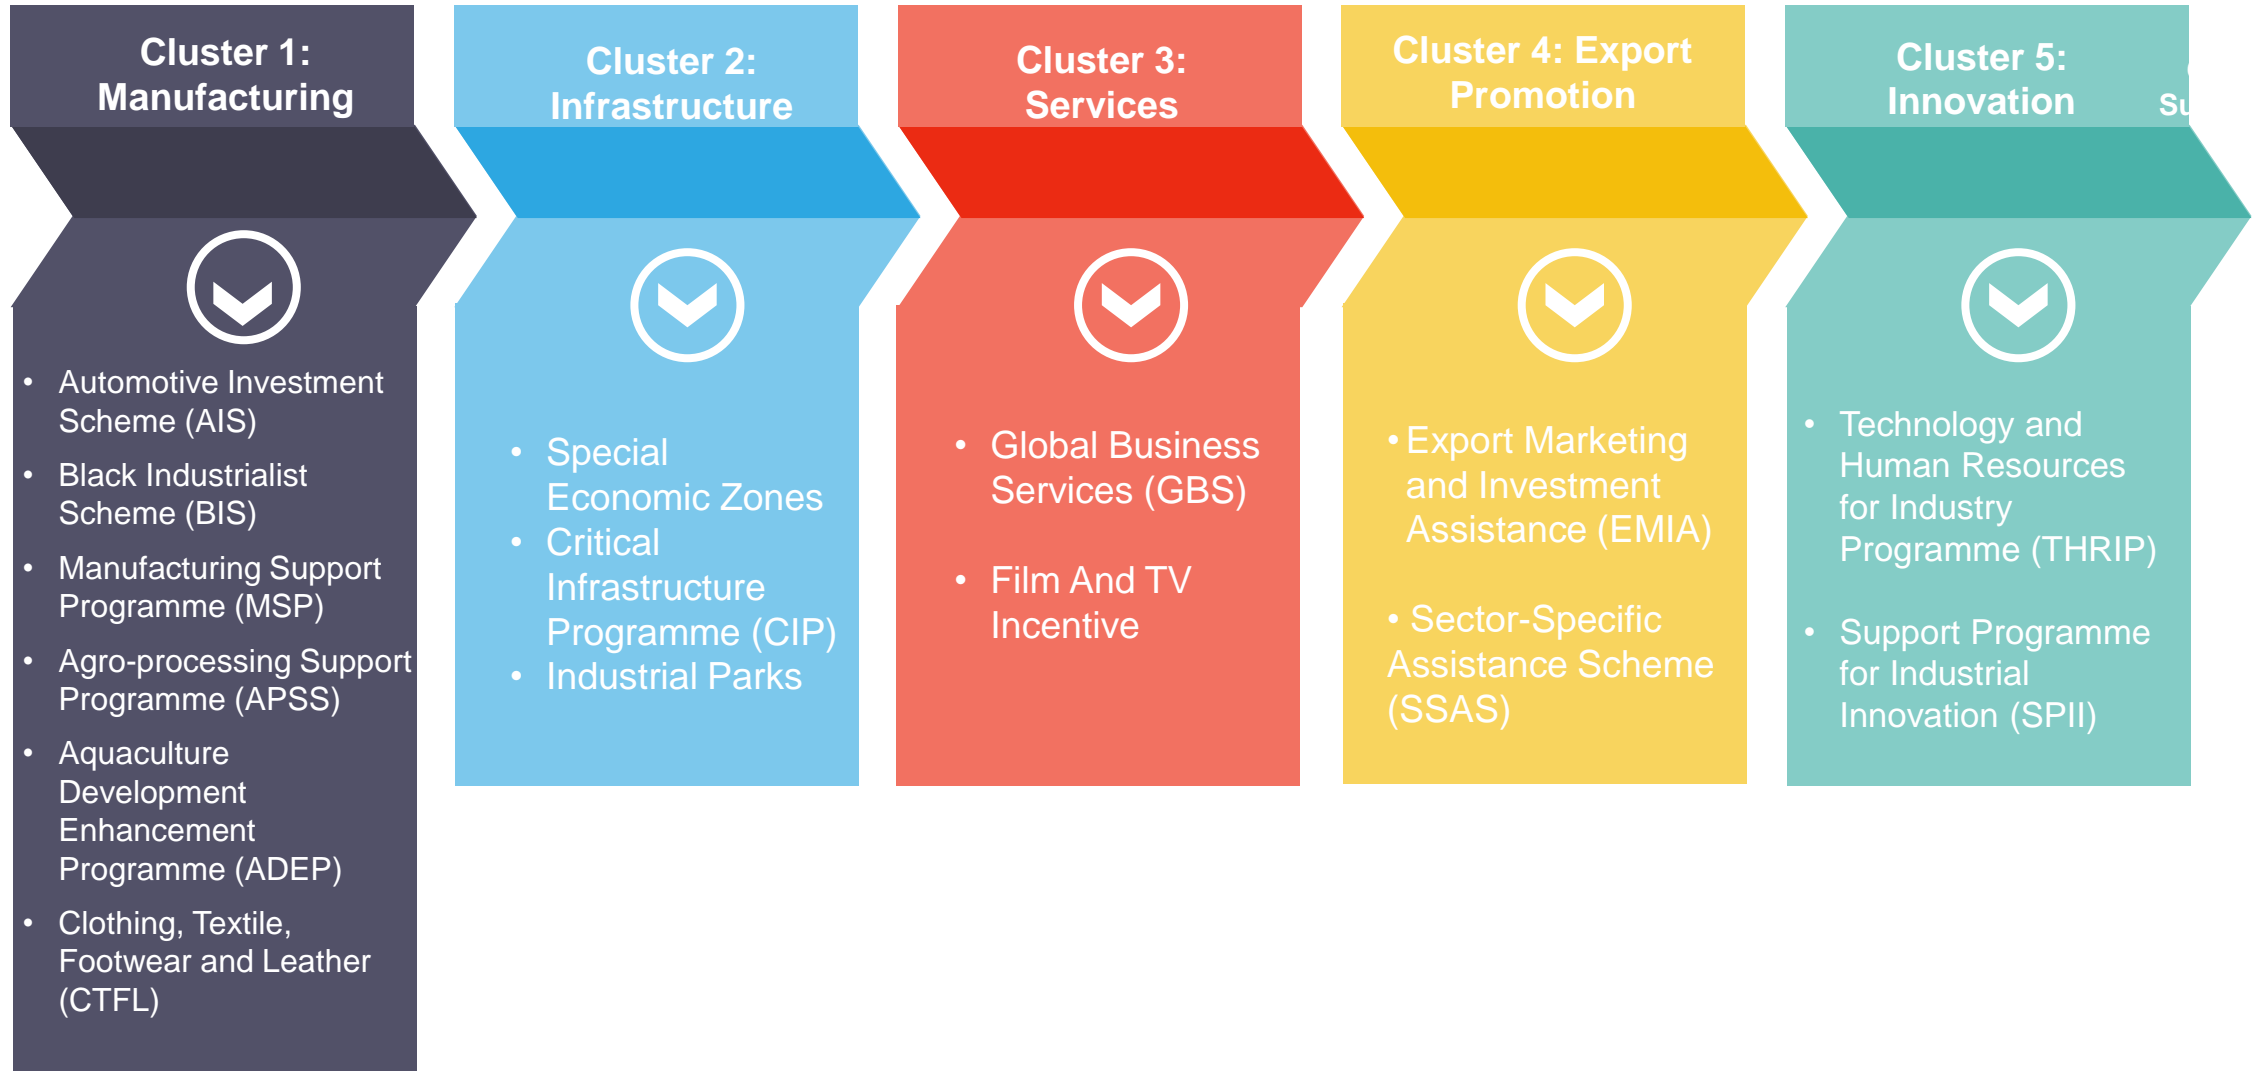 Cluster 1:
Manufacturing
• Automotive Investment
Scheme (AIS)
• Black Industrialist
Scheme (BIS)
• Manufacturing Support
Programme (MSP)
• Agro-processing Support
Programme (APSS)
• Aquaculture
Development
Enhancement
Programme (ADEP)
• Clothing, Textile,
Footwear and Leather
(CTFL)
Cluster 2:
Infrastructure
• Special
Economic Zones
• Critical
Infrastructure
Programme (CIP)
• Industrial Parks
Cluster 3:
Services
• Global Business
Services (GBS)
• Film And TV
Incentive
Cluster 4: Export
Promotion
• Export Marketing
and Investment
Assistance (EMIA)
• Sector-Specific
Assistance Scheme
(SSAS)
Cluster 5:
Innovation
• Technology and
Human Resources
for Industry
Programme (THRIP)
• Support Programme
for Industrial
Innovation (SPII)